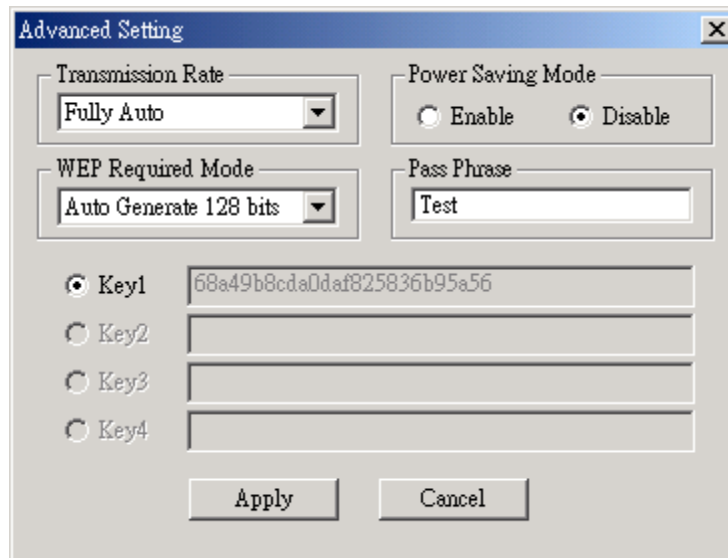 Advanced Setting
Transmission Rate
Fully Auto
Power Saving Mode
Enable
Disable
WEP Required Mode
Auto Generate 128 bits
Pass Phrase
Test
Key1
68a49b8cda0daf825836b95a56
Key2
Key3
Key4
Apply
Cancel